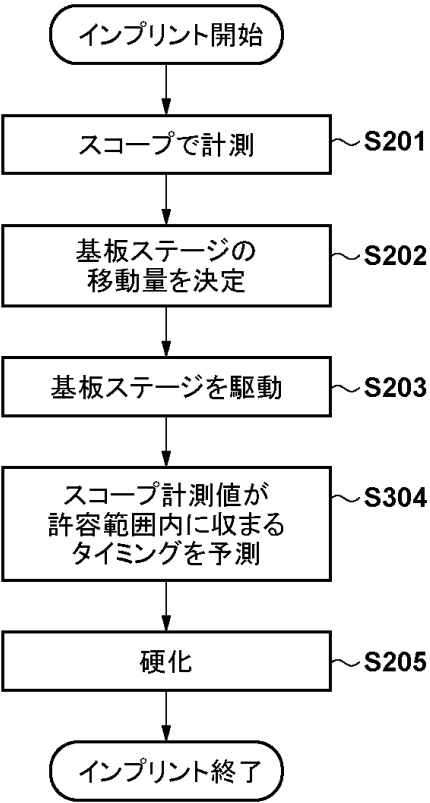 インプリント開始
スコープで計測
S201
基板ステージの
移動量を決定
S202
基板ステージを駆動
S203
スコープ計測値が
許容範囲内に収まる
タイミングを予測
S304
硬化
S205
インプリント終了